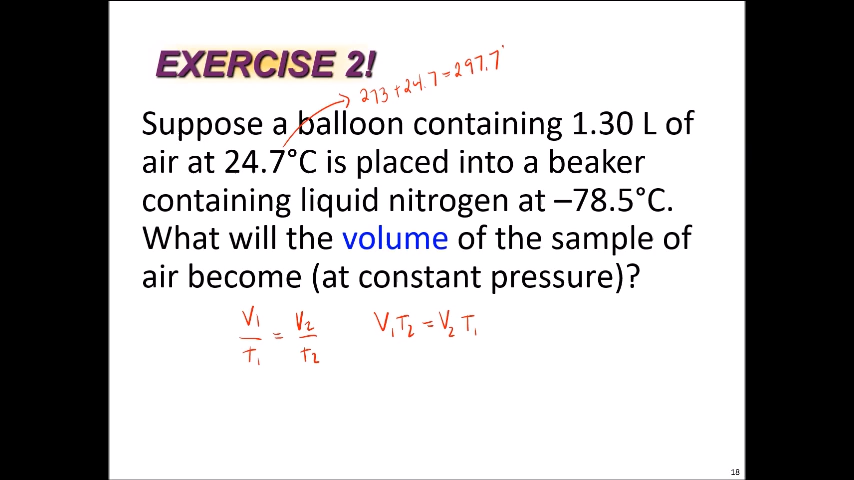 EXERCISE 2!
273 + 24.7 = 297.7
Suppose a balloon containing 1.30 L of
air at 24.7°C is placed into a beaker
containing liquid nitrogen at –78.5°C.
What will the volume of the sample of
air become (at constant pressure)?
V₁/T₁ = V₂/T₂ V₁T₂ = V₂T₁
18